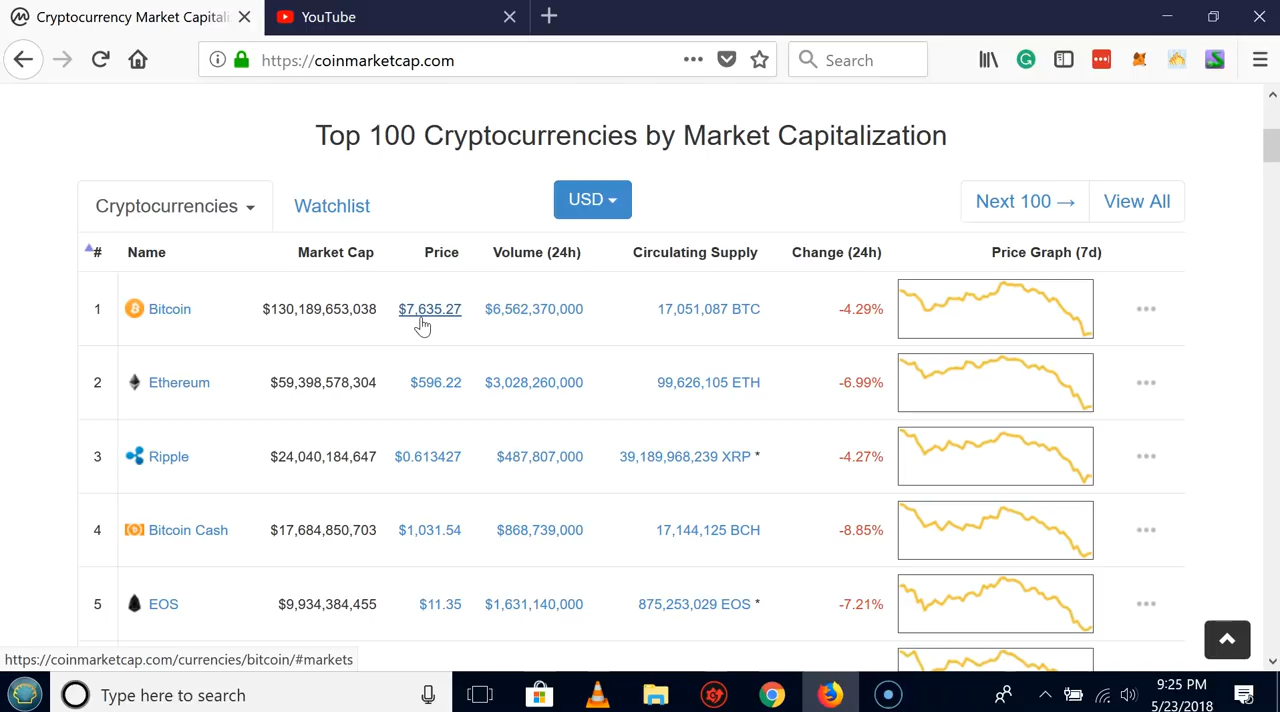 Cryptocurrency Market Capitali
YouTube
https://coinmarketcap.com
Search
Top 100 Cryptocurrencies by Market Capitalization
Cryptocurrencies
Watchlist
USD
Next 100 →
View All
# Name Market Cap Price Volume (24h) Circulating Supply Change (24h) Price Graph (7d)
1 Bitcoin $130,189,653,038 $7,635.27 $6,562,370,000 17,051,087 BTC -4.29%
2 Ethereum $59,398,578,304 $596.22 $3,028,260,000 99,626,105 ETH -6.99%
3 Ripple $24,040,184,647 $0.613427 $487,807,000 39,189,968,239 XRP * -4.27%
4 Bitcoin Cash $17,684,850,703 $1,031.54 $868,739,000 17,144,125 BCH -8.85%
5 EOS $9,934,384,455 $11.35 $1,631,140,000 875,253,029 EOS * -7.21%
https://coinmarketcap.com/currencies/bitcoin/#markets
Type here to search
9:25 PM
5/23/2018